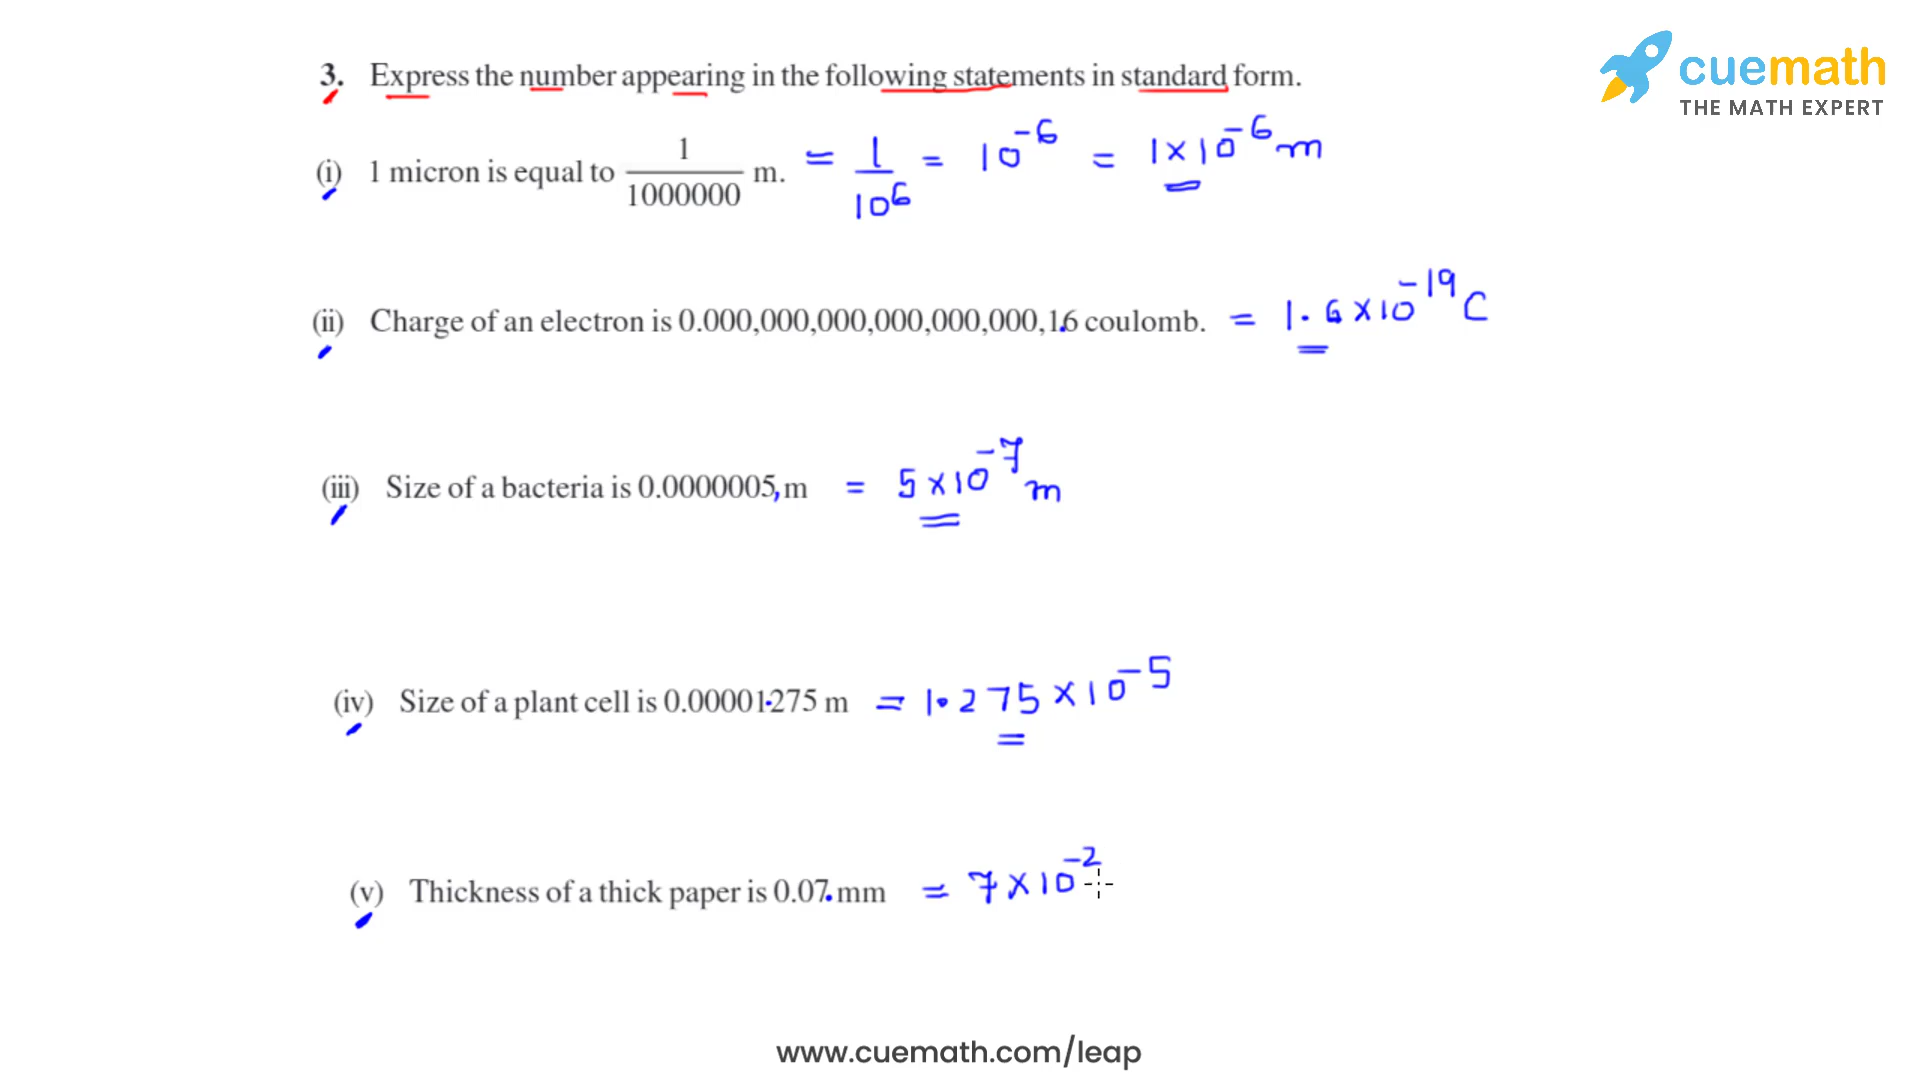 cuemath
THE MATH EXPERT
3. Express the number appearing in the following statements in standard form.
(i) 1 micron is equal to 1/1000000 m. = 1/10⁶ = 10⁻⁶ = 1 × 10⁻⁶ m
(ii) Charge of an electron is 0.000,000,000,000,000,000,1.6 coulomb. = 1.6 × 10⁻¹⁹ C
(iii) Size of a bacteria is 0.0000005, m = 5 × 10⁻⁷ m
(iv) Size of a plant cell is 0.00001.275 m = 1.275 × 10⁻⁵
(v) Thickness of a thick paper is 0.07. mm = 7 × 10⁻²
www.cuemath.com/leap